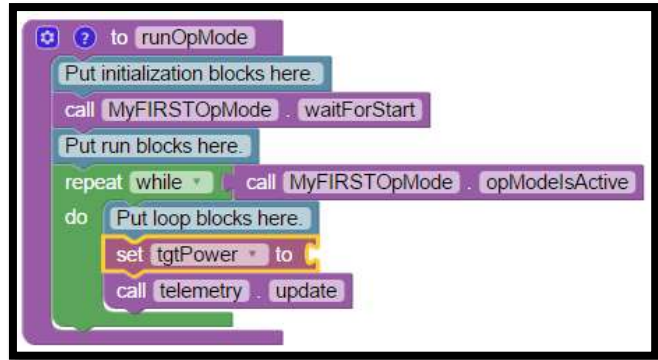 ? to runOpMode
Put initialization blocks here.
call MyFIRSTOpMode . waitForStart
Put run blocks here.
repeat while call MyFIRSTOpMode . opModeIsActive
do Put loop blocks here.
set tgtPower to
call telemetry . update